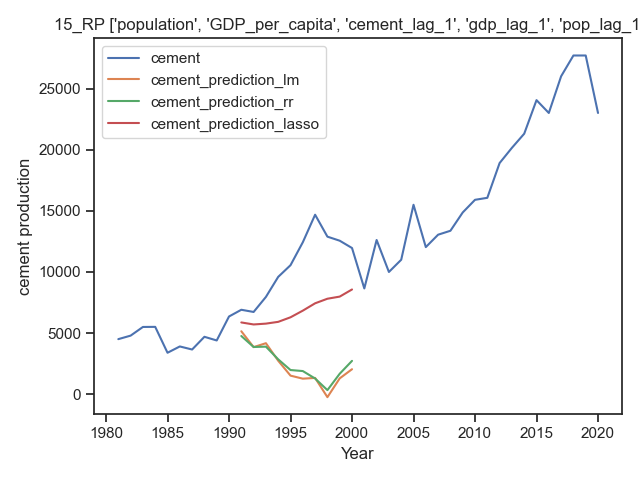 15_RP ['population', 'GDP_per_capita', 'cement_lag_1', 'gdp_lag_1', 'pop_lag_1
cement
cement_prediction_lm
cement_prediction_rr
cement_prediction_lasso
25000
20000
15000
10000
5000
0
cement production
1980 1985 1990 1995 2000 2005 2010 2015 2020
Year